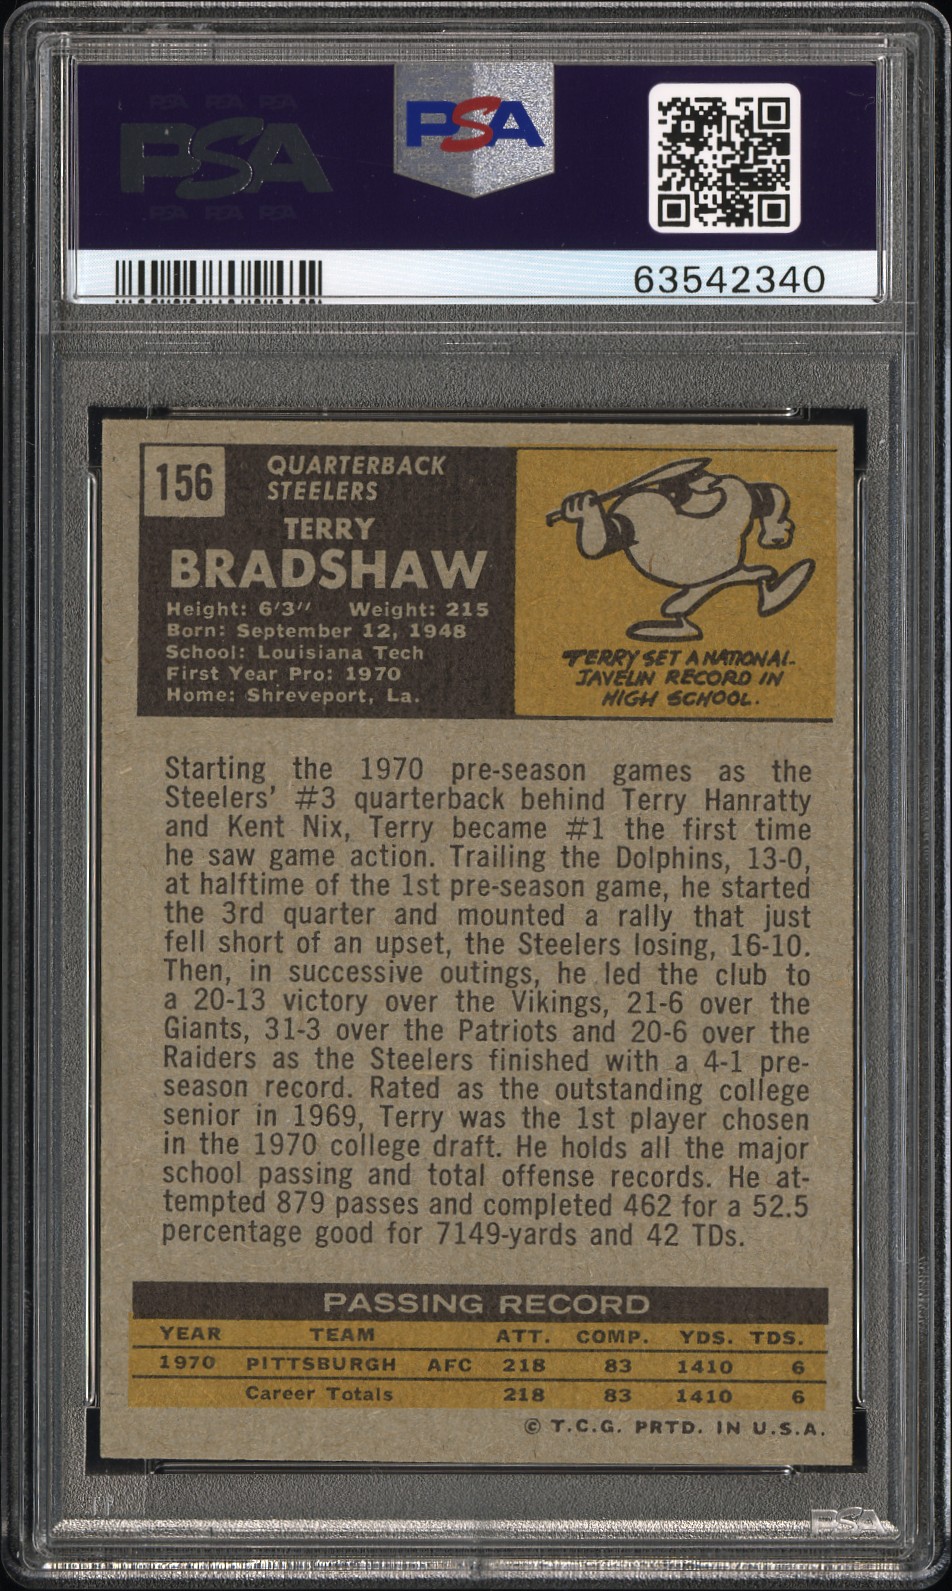 PSA PSA PSA
PSA
PSA PSA PSA
PSA
63542340
156
QUARTERBACK
STEELERS
TERRY
BRADSHAW
Height: 6'3" Weight: 215
Born: September 12, 1948
School: Louisiana Tech
First Year Pro: 1970
Home: Shreveport, La.
TERRY SET A NATIONAL
JAVELIN RECORD IN
HIGH SCHOOL.
Starting the 1970 pre-season games as the
Steelers' #3 quarterback behind Terry Hanratty
and Kent Nix, Terry became #1 the first time
he saw game action. Trailing the Dolphins, 13-0,
at halftime of the 1st pre-season game, he started
the 3rd quarter and mounted a rally that just
fell short of an upset, the Steelers losing, 16-10.
Then, in successive outings, he led the club to
a 20-13 victory over the Vikings, 21-6 over the
Giants, 31-3 over the Patriots and 20-6 over the
Raiders as the Steelers finished with a 4-1 pre-
season record. Rated as the outstanding college
senior in 1969, Terry was the 1st player chosen
in the 1970 college draft. He holds all the major
school passing and total offense records. He at-
tempted 879 passes and completed 462 for a 52.5
percentage good for 7149-yards and 42 TDs.
PASSING RECORD
YEAR TEAM ATT. COMP. YDS. TDS.
1970 PITTSBURGH AFC 218 83 1410 6
Career Totals 218 83 1410 6
© T.C.G. PRTD. IN U.S.A.
PSA